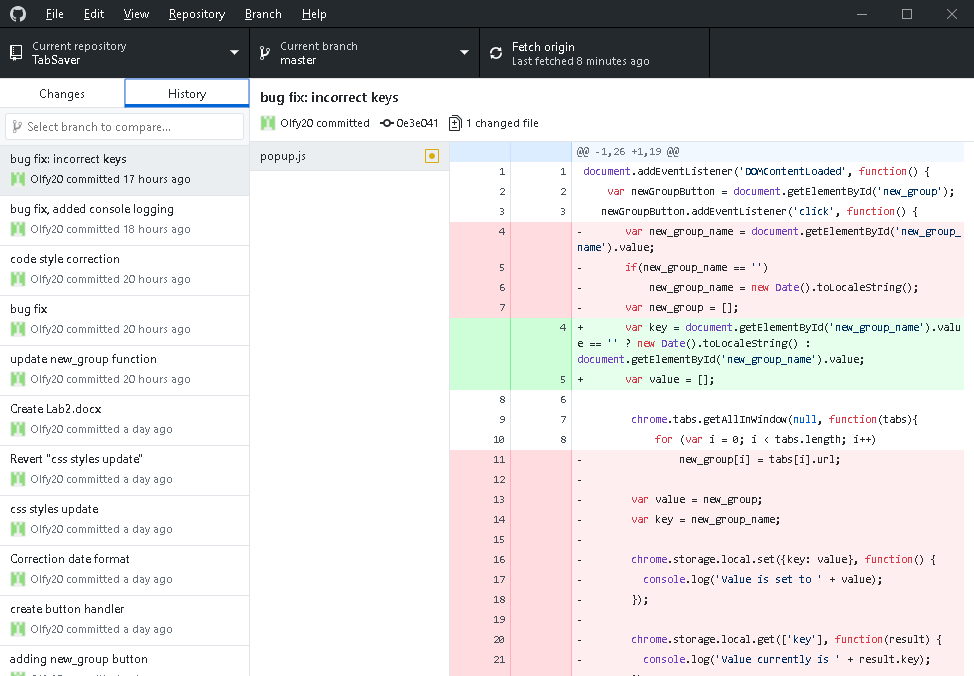 File Edit View Repository Branch Help
Current repository
TabSaver
Current branch
master
Fetch origin
Last fetched 8 minutes ago
Changes History
Select branch to compare...
bug fix: incorrect keys
Olfy20 committed 17 hours ago
bug fix, added console logging
Olfy20 committed 18 hours ago
code style correction
Olfy20 committed 20 hours ago
bug fix
Olfy20 committed 20 hours ago
update new_group function
Olfy20 committed 20 hours ago
Create Lab2.docx
Olfy20 committed a day ago
Revert "css styles update"
Olfy20 committed a day ago
css styles update
Olfy20 committed a day ago
Correction date format
Olfy20 committed a day ago
create button handler
Olfy20 committed a day ago
adding new_group button
bug fix: incorrect keys
Olfy20 committed 0e3e041 1 changed file
popup.js
@@ -1,26 +1,19 @@
1 1 document.addEventListener('DOMContentLoaded', function() {
2 2 var newGroupButton = document.getElementById('new_group');
3 3 newGroupButton.addEventListener('click', function() {
4 - var new_group_name = document.getElementById('new_group_
name').value;
5 - if(new_group_name == '')
6 - new_group_name = new Date().toLocaleString();
7 - var new_group = [];
4 + var key = document.getElementById('new_group_name').valu
e == '' ? new Date().toLocaleString() :
document.getElementById('new_group_name').value;
5 + var value = [];
8 6
9 7 chrome.tabs.getAllInWindow(null, function(tabs){
10 8 for (var i = 0; i < tabs.length; i++)
11 - new_group[i] = tabs[i].url;
12 -
13 - var value = new_group;
14 - var key = new_group_name;
15 -
16 - chrome.storage.local.set({key: value}, function() {
17 - console.log('Value is set to ' + value);
18 - });
19 -
20 - chrome.storage.local.get(['key'], function(result) {
21 - console.log('Value currently is ' + result.key);